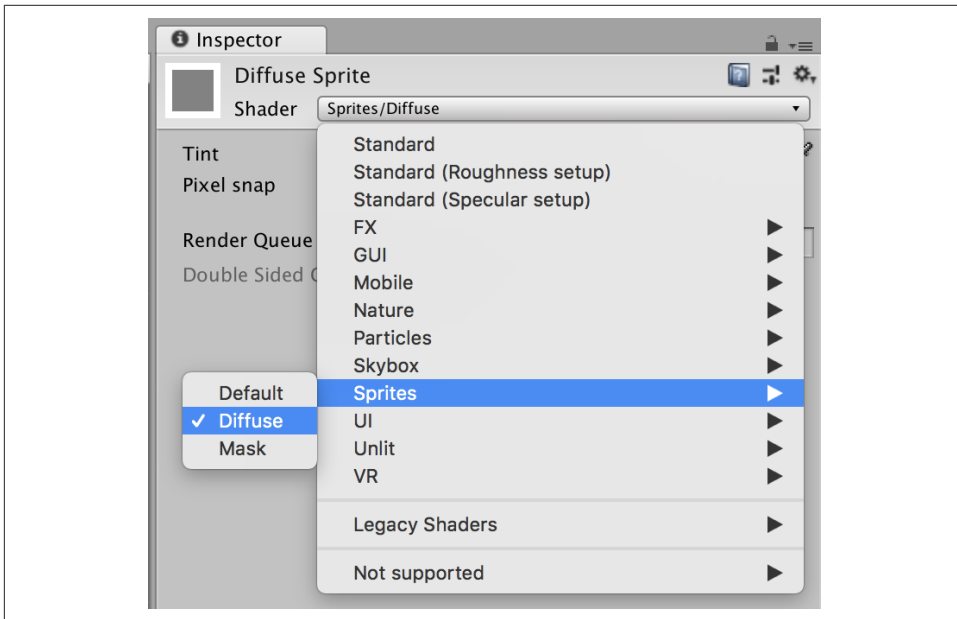 Inspector
Diffuse Sprite
Shader Sprites/Diffuse
Tint
Pixel snap
Render Queue
Double Sided
Standard
Standard (Roughness setup)
Standard (Specular setup)
FX
GUI
Mobile
Nature
Particles
Skybox
Sprites
UI
Unlit
VR
Legacy Shaders
Not supported
Default
✓ Diffuse
Mask